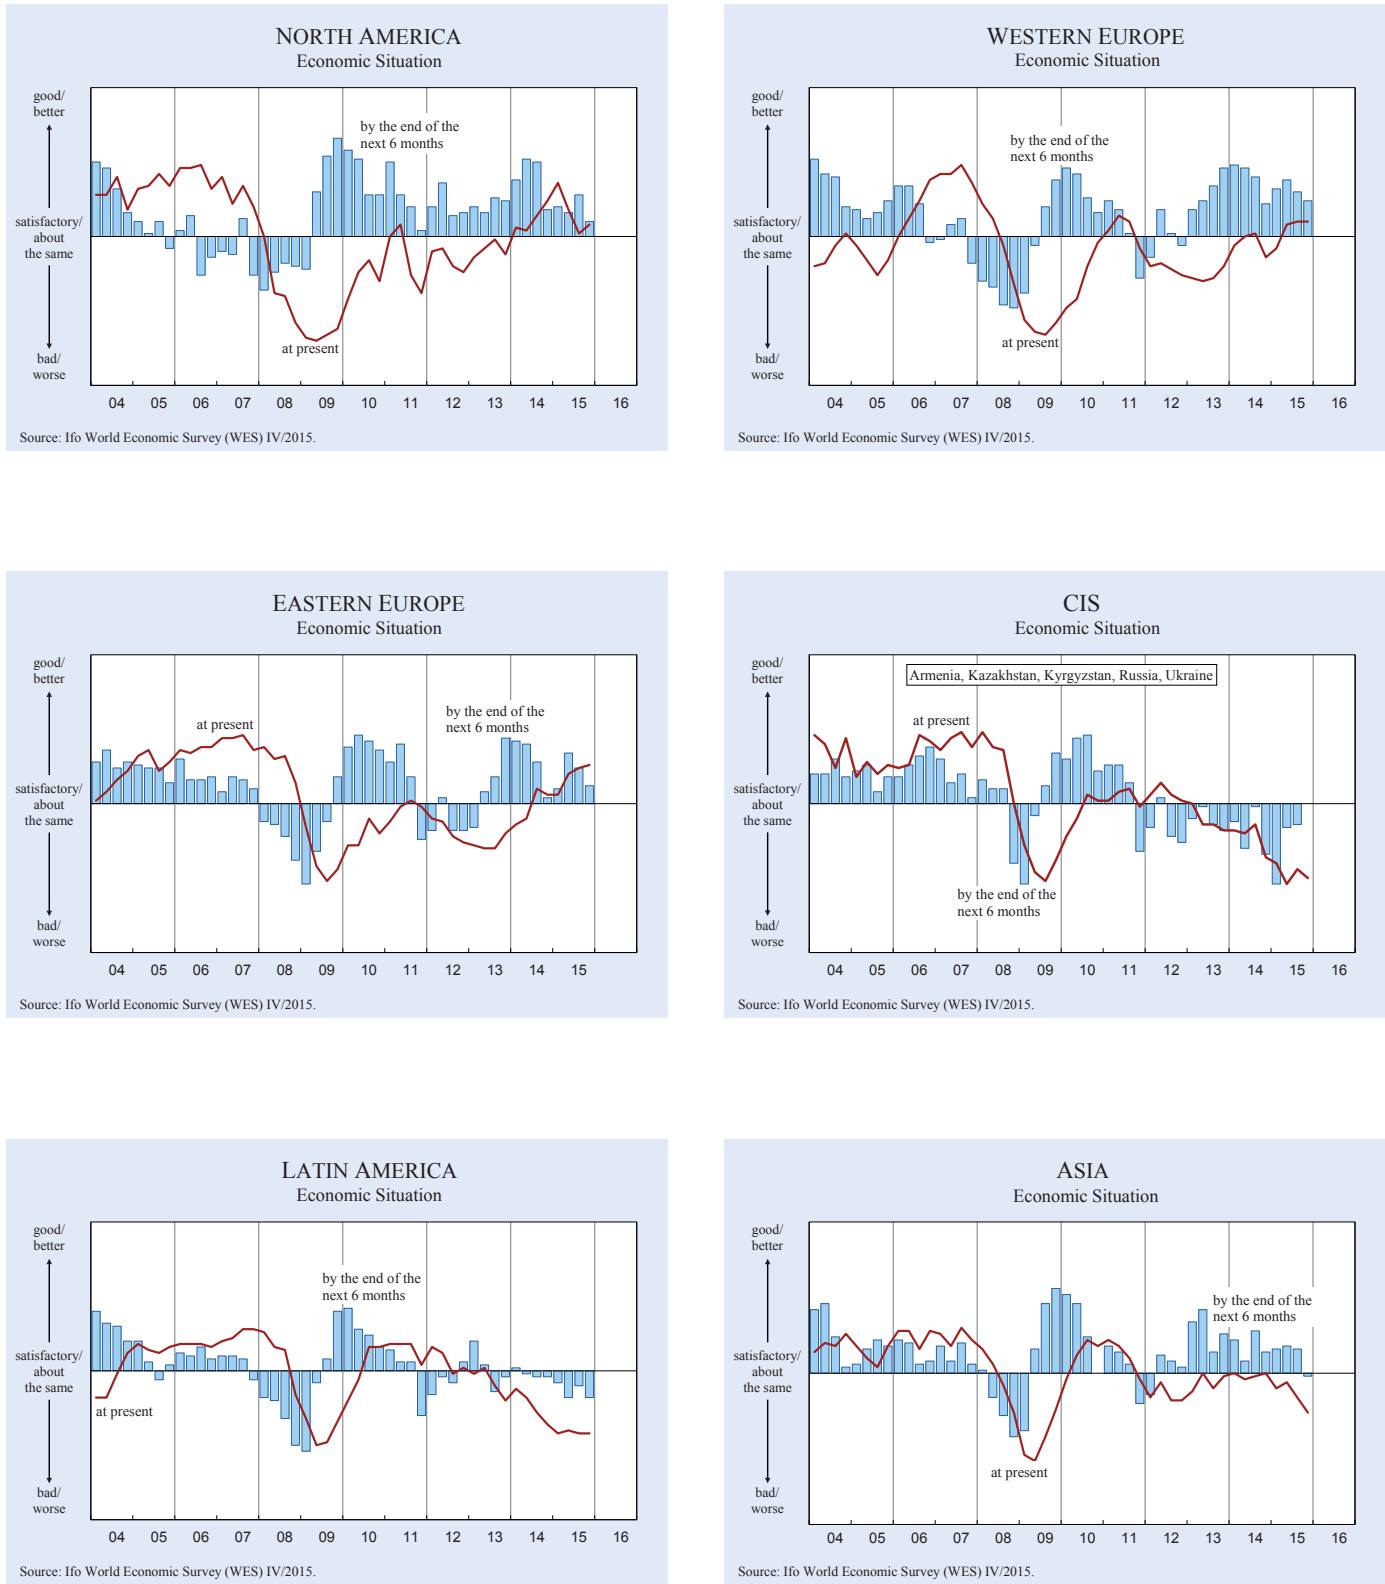 NORTH AMERICA
Economic Situation
good/
better
by the end of the
next 6 months
satisfactory/
about
the same
at present
bad/
worse
04 05 06 07 08 09 10 11 12 13 14 15 16
Source: Ifo World Economic Survey (WES) IV/2015.
WESTERN EUROPE
Economic Situation
good/
better
by the end of the
next 6 months
satisfactory/
about
the same
at present
bad/
worse
04 05 06 07 08 09 10 11 12 13 14 15 16
Source: Ifo World Economic Survey (WES) IV/2015.
EASTERN EUROPE
Economic Situation
good/
better
at present
by the end of the
next 6 months
satisfactory/
about
the same
bad/
worse
04 05 06 07 08 09 10 11 12 13 14 15
Source: Ifo World Economic Survey (WES) IV/2015.
CIS
Economic Situation
good/
better
Armenia, Kazakhstan, Kyrgyzstan, Russia, Ukraine
at present
satisfactory/
about
the same
by the end of the
next 6 months
bad/
worse
04 05 06 07 08 09 10 11 12 13 14 15 16
Source: Ifo World Economic Survey (WES) IV/2015.
LATIN AMERICA
Economic Situation
good/
better
by the end of the
next 6 months
satisfactory/
about
the same
at present
bad/
worse
04 05 06 07 08 09 10 11 12 13 14 15 16
Source: Ifo World Economic Survey (WES) IV/2015.
ASIA
Economic Situation
good/
better
by the end of the
next 6 months
satisfactory/
about
the same
at present
bad/
worse
04 05 06 07 08 09 10 11 12 13 14 15 16
Source: Ifo World Economic Survey (WES) IV/2015.